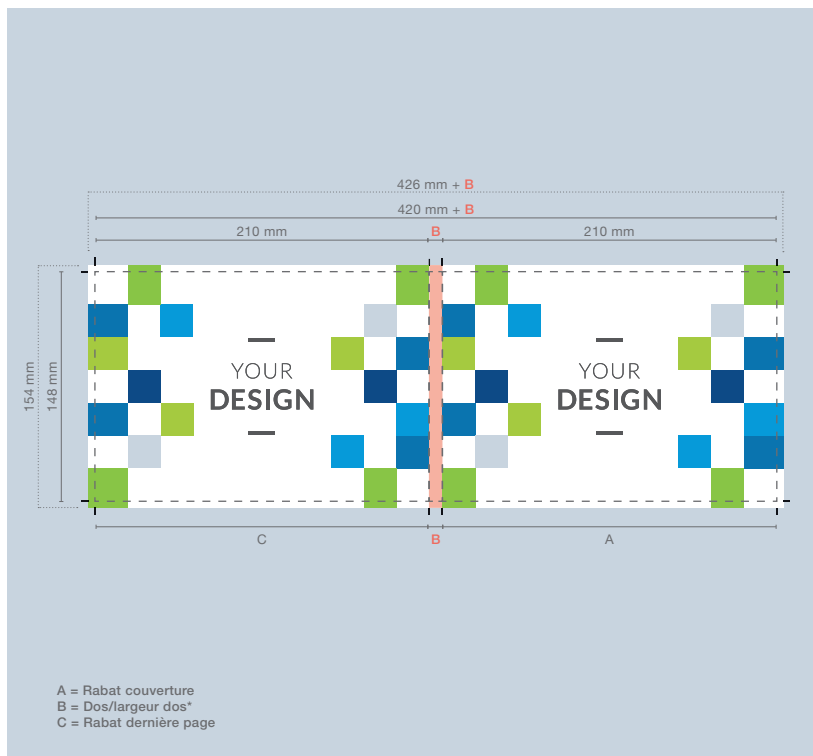 426 mm + B
420 mm + B
210 mm
B
210 mm
154 mm
148 mm
YOUR
DESIGN
YOUR
DESIGN
C
B
A
A = Rabat couverture
B = Dos/largeur dos*
C = Rabat dernière page